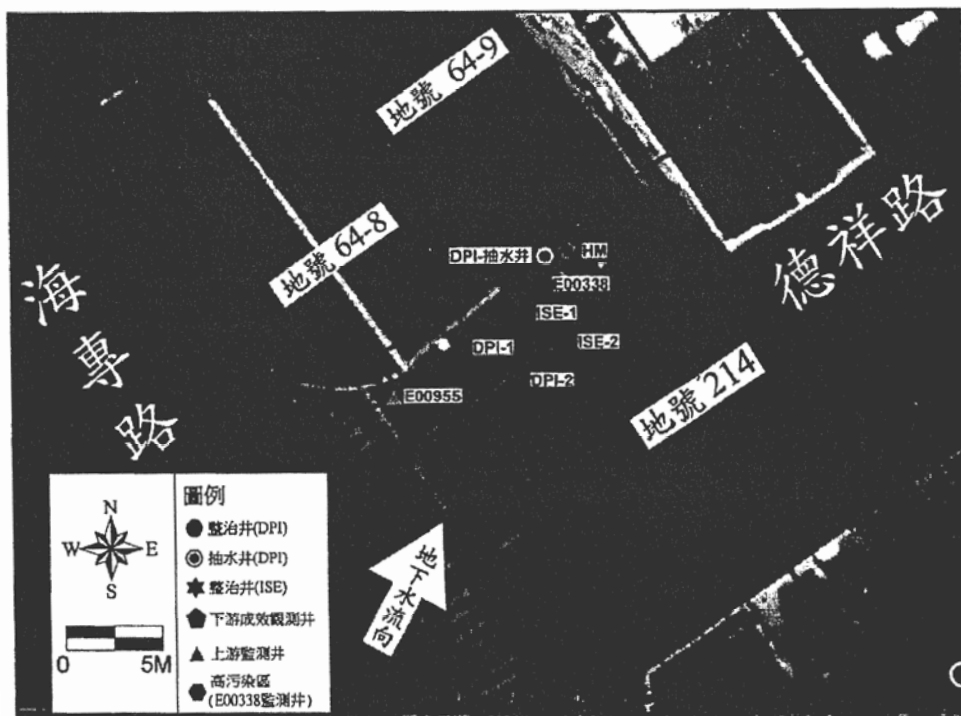 地號 64-9
地號 64-8
海專路
德祥路
DPI-抽水井
HM
E00338
ISE-1
DPI-1
ISE-2
DPI-2
E00955
地號 214
地下水流向
N
W E
S
0 5M
圖例
整治井(DPI)
抽水井(DPI)
整治井(ISE)
下游成效觀測井
上游監測井
高污染區
(E00338監測井)